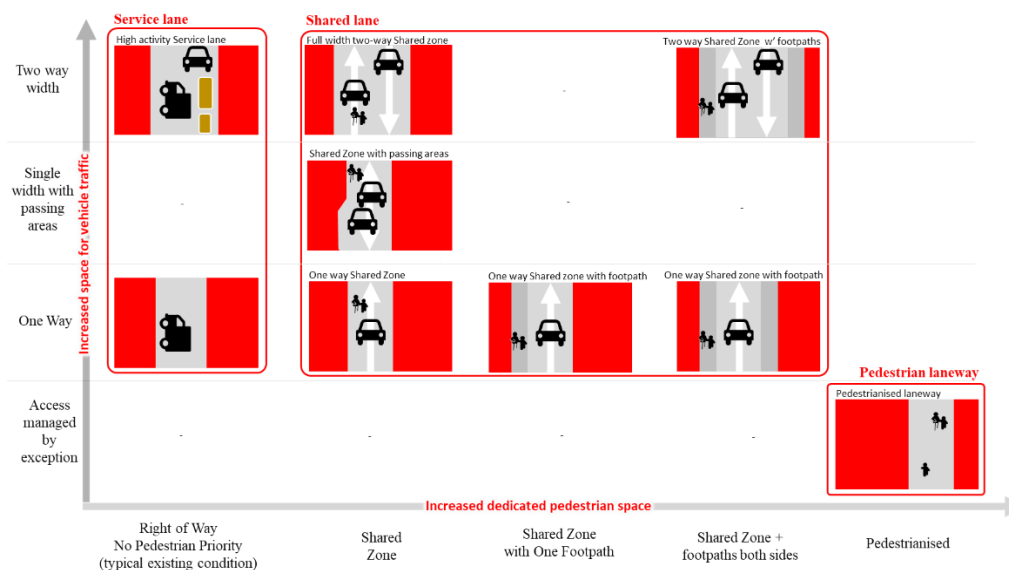 Service lane
Shared lane
High activity Service lane
Full width two-way Shared zone
Two way Shared Zone w' footpaths
Two way
width
Shared Zone with passing areas
Single
width with
passing
areas
-
-
-
-
Increased space for vehicle traffic
One way Shared Zone
One way Shared zone with footpath
One way Shared zone with footpath
One Way
Pedestrian laneway
Pedestrianised laneway
Access
managed by
exception
-
-
-
-
Increased dedicated pedestrian space
Right of Way
No Pedestrian Priority
(typical existing condition)
Shared
Zone
Shared Zone
with One Footpath
Shared Zone +
footpaths both sides
Pedestrianised